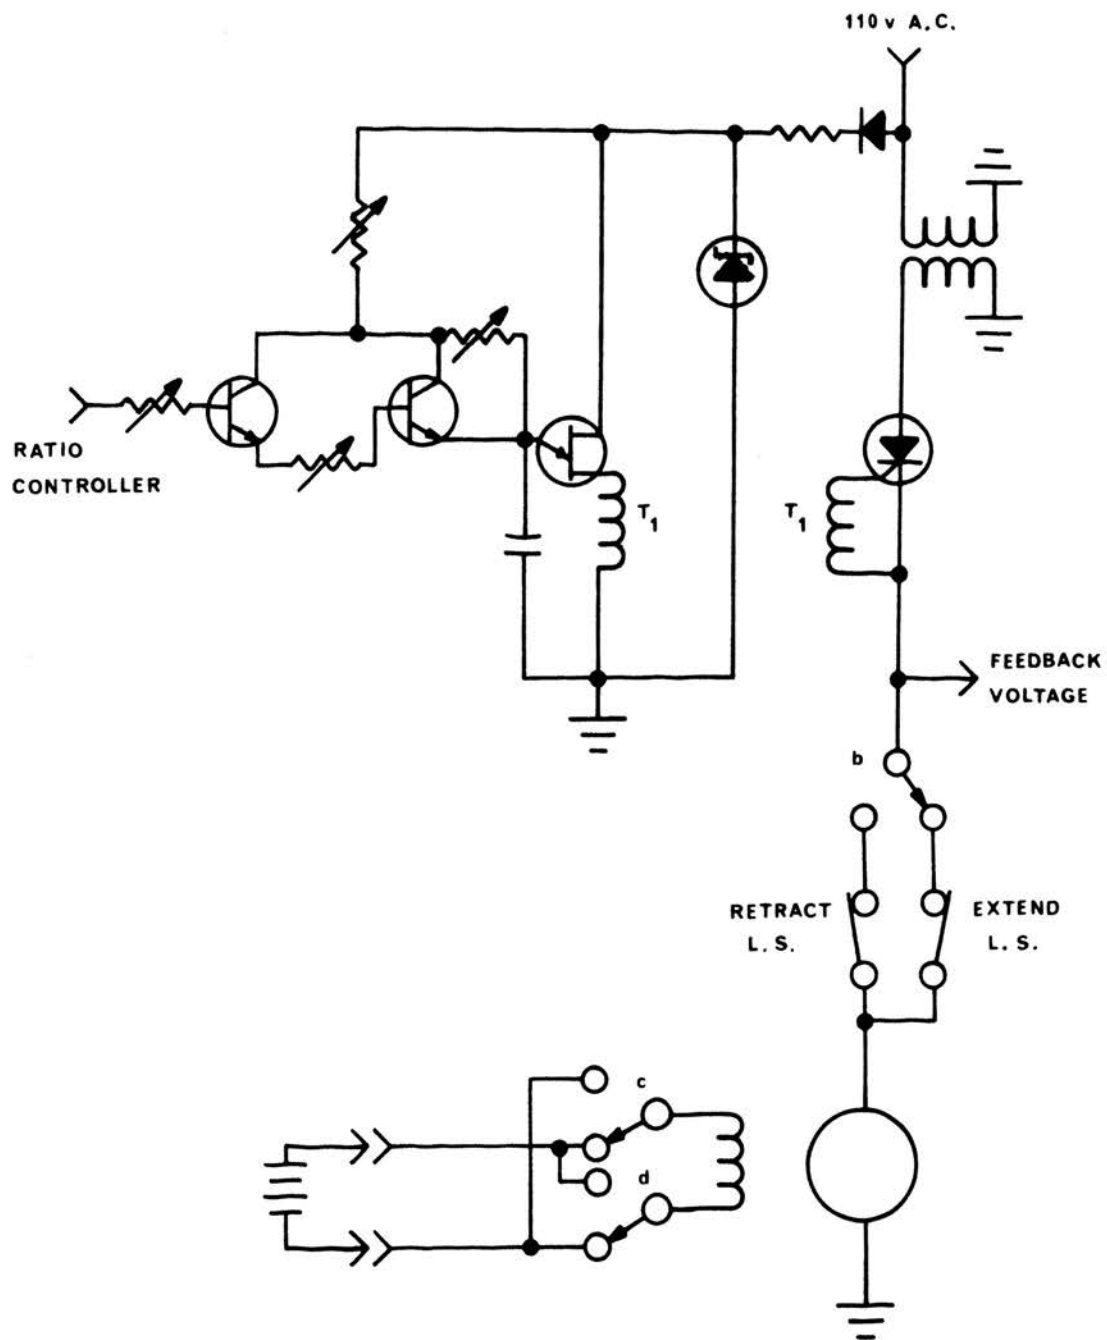 110 v A.C.
RATIO
CONTROLLER
T1
T1
FEEDBACK
VOLTAGE
b
RETRACT
L. S.
EXTEND
L. S.
c
d